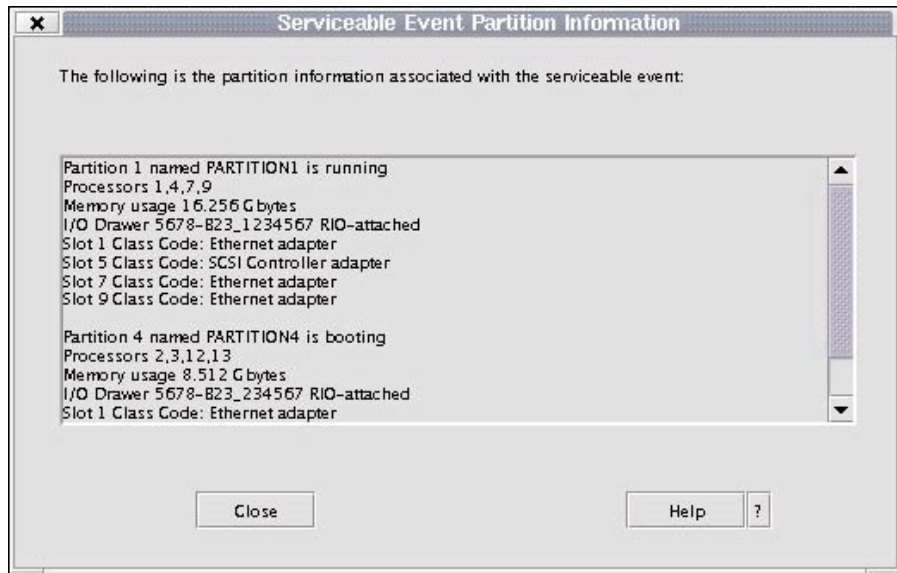 Serviceable Event Partition Information
The following is the partition information associated with the serviceable event:
Partition 1 named PARTITION1 is running
Processors 1,4,7,9
Memory usage 16.256 Gbytes
I/O Drawer 5678-B23_1234567 RIO-attached
Slot 1 Class Code: Ethernet adapter
Slot 5 Class Code: SCSI Controller adapter
Slot 7 Class Code: Ethernet adapter
Slot 9 Class Code: Ethernet adapter
Partition 4 named PARTITION4 is booting
Processors 2,3,12,13
Memory usage 8.512 Gbytes
I/O Drawer 5678-B23_234567 RIO-attached
Slot 1 Class Code: Ethernet adapter
Close
Help ?